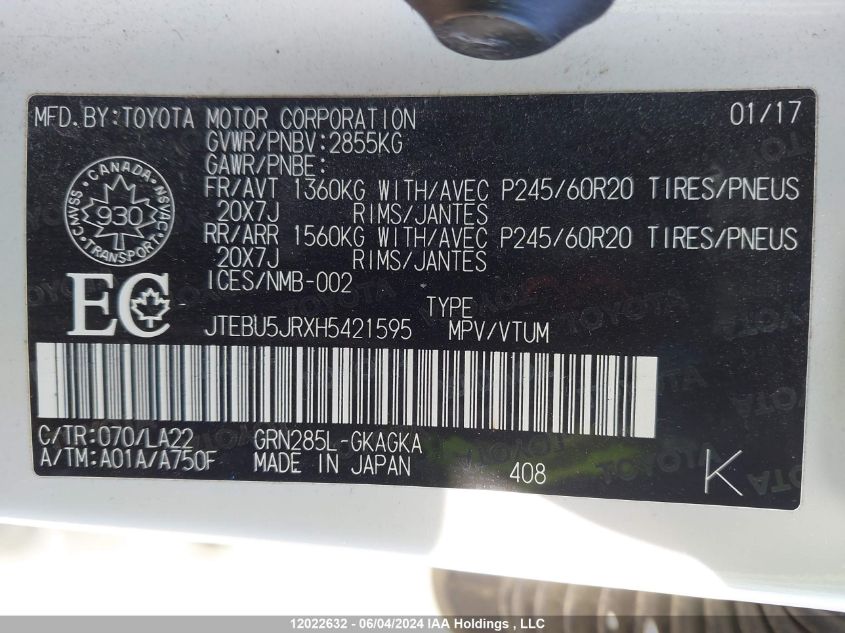 MFD.BY:TOYOTA MOTOR CORPORATION 01/17
GVWR/PNBV:2855KG
GAWR/PNBE:
FR/AVT 1360KG WITH/AVEC P245/60R20 TIRES/PNEUS
20X7J RIMS/JANTES
RR/ARR 1560KG WITH/AVEC P245/60R20 TIRES/PNEUS
20X7J RIMS/JANTES
ICES/NMB-002
CANADA
CMVSS 930 NSVAC
TRANSPORT
EC
TYPE
JTEBU5JRXH5421595 MPV/VTUM
C/TR:070/LA22 GRN285L-GKAGKA
A/TM:A01A/A750F MADE IN JAPAN 408 K
12022632 - 06/04/2024 IAA Holdings , LLC